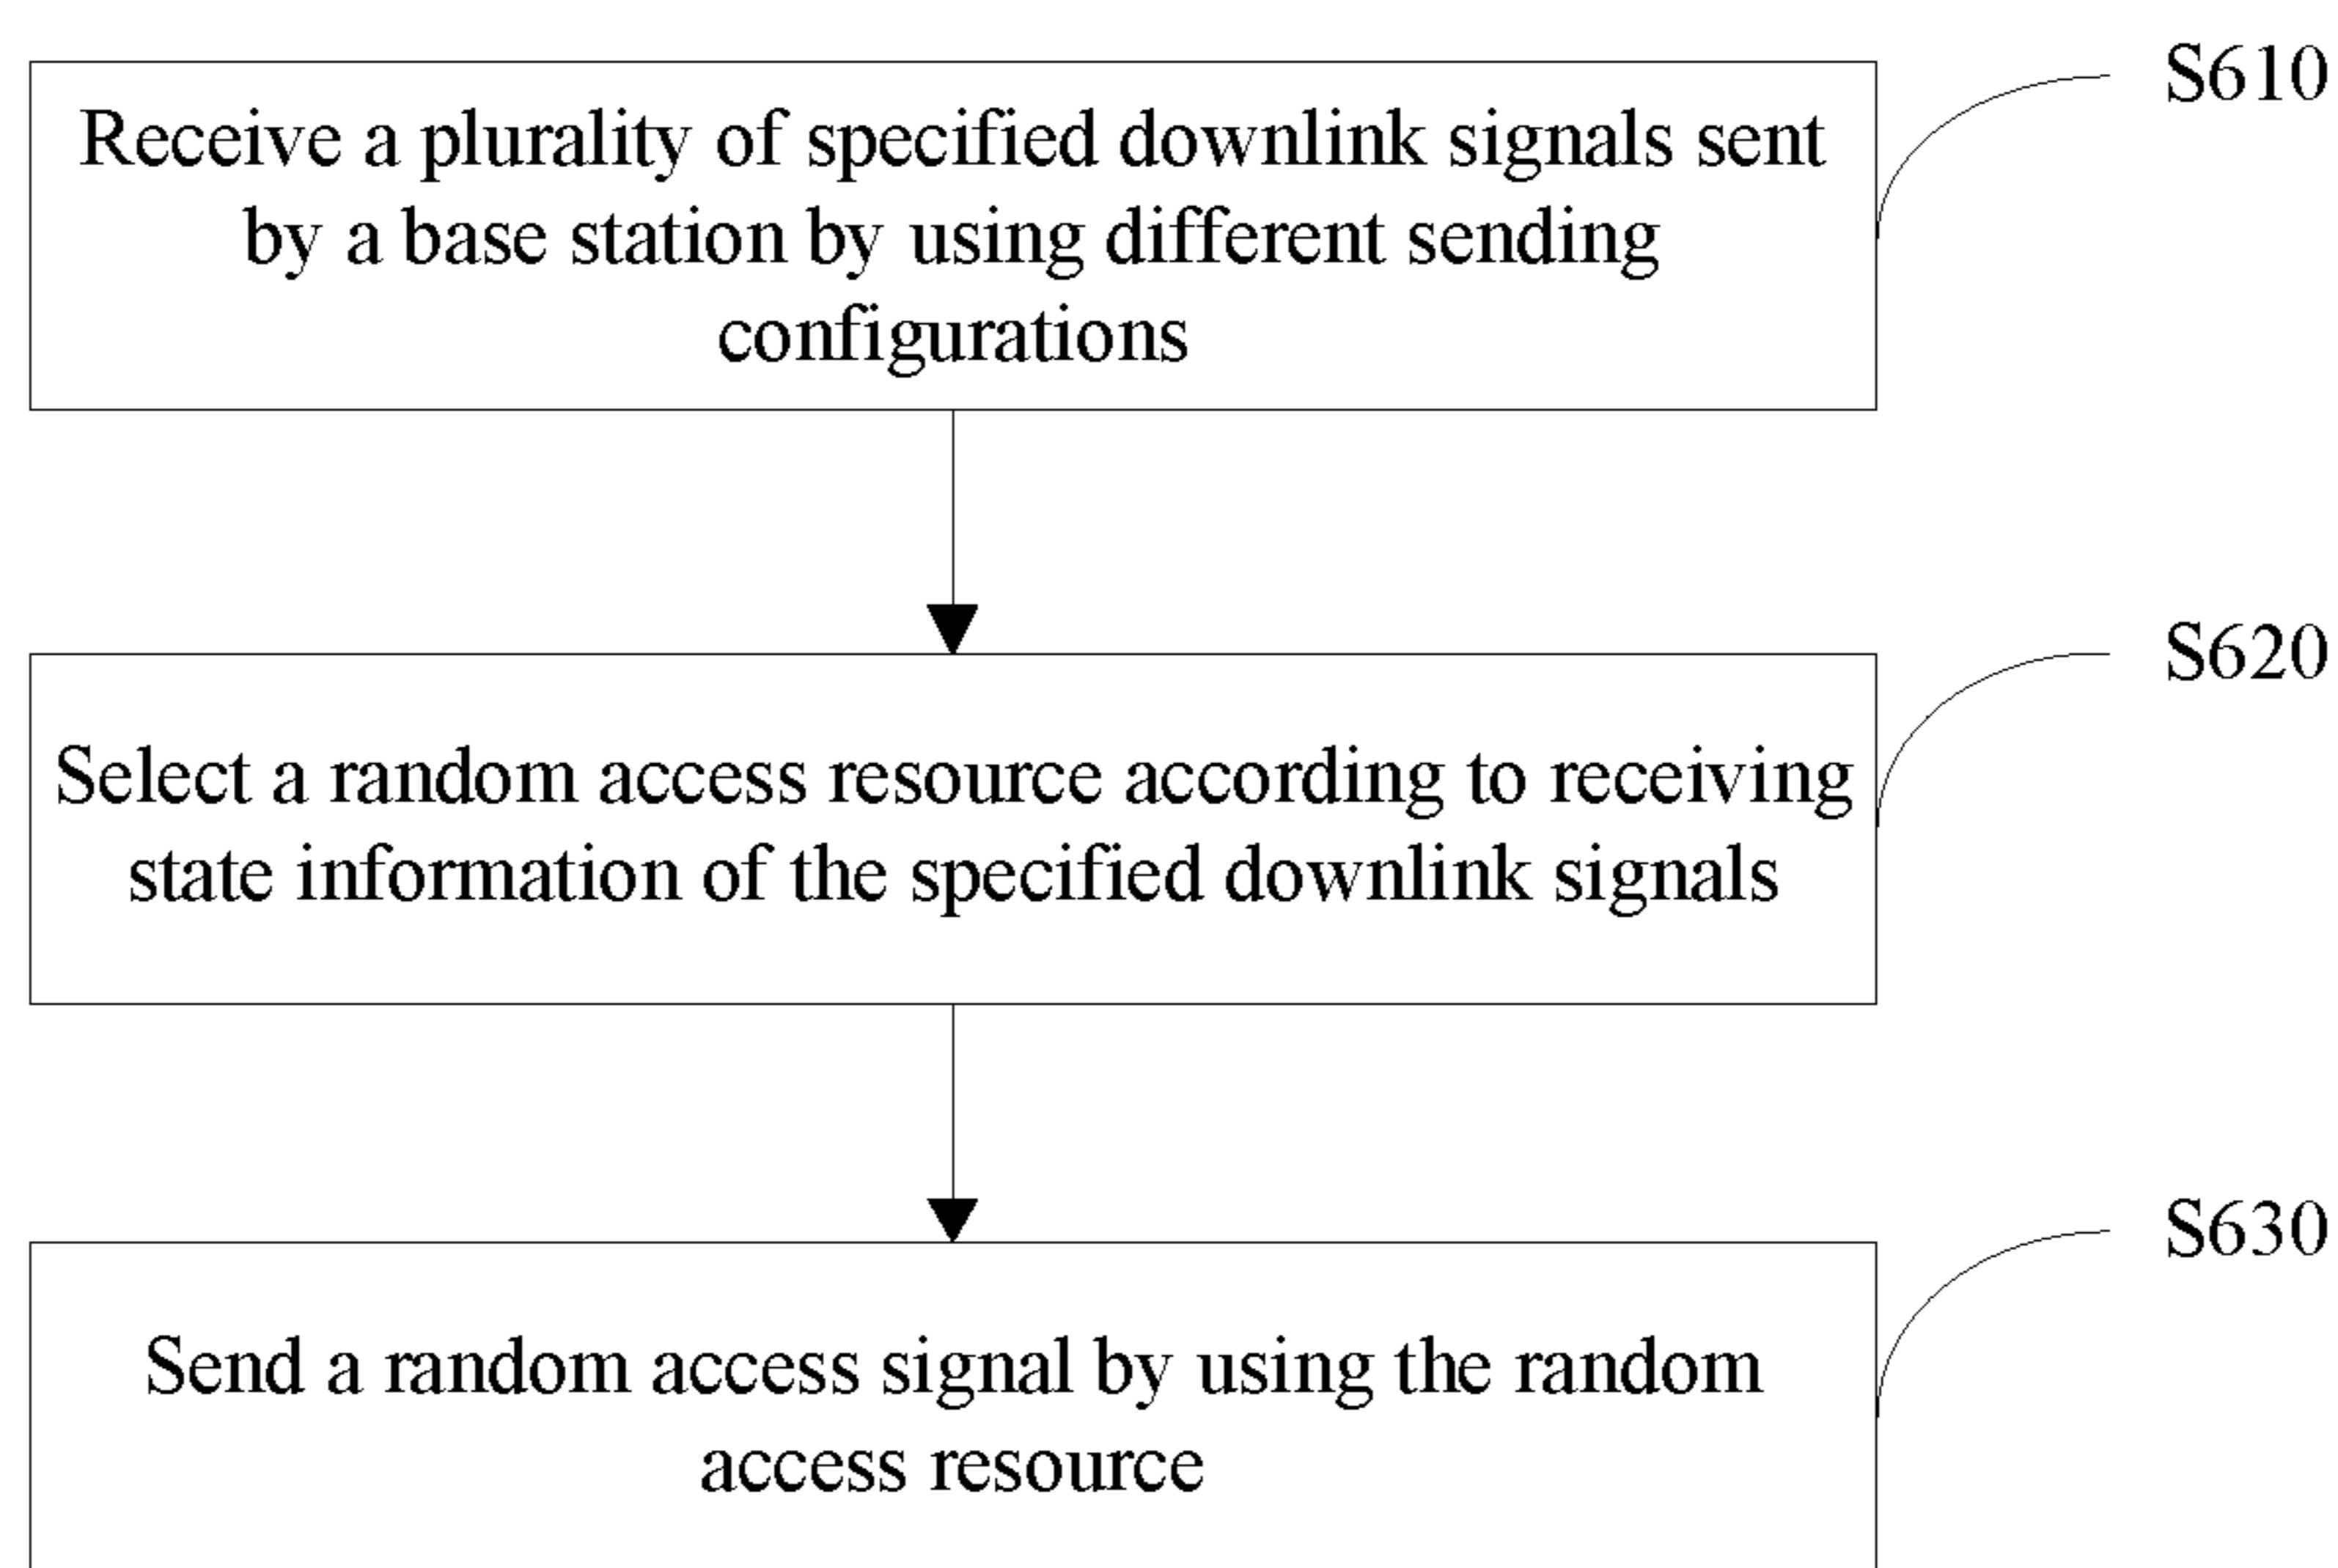 S610
Receive a plurality of specified downlink signals sent
by a base station by using different sending
configurations
S620
Select a random access resource according to receiving
state information of the specified downlink signals
S630
Send a random access signal by using the random
access resource